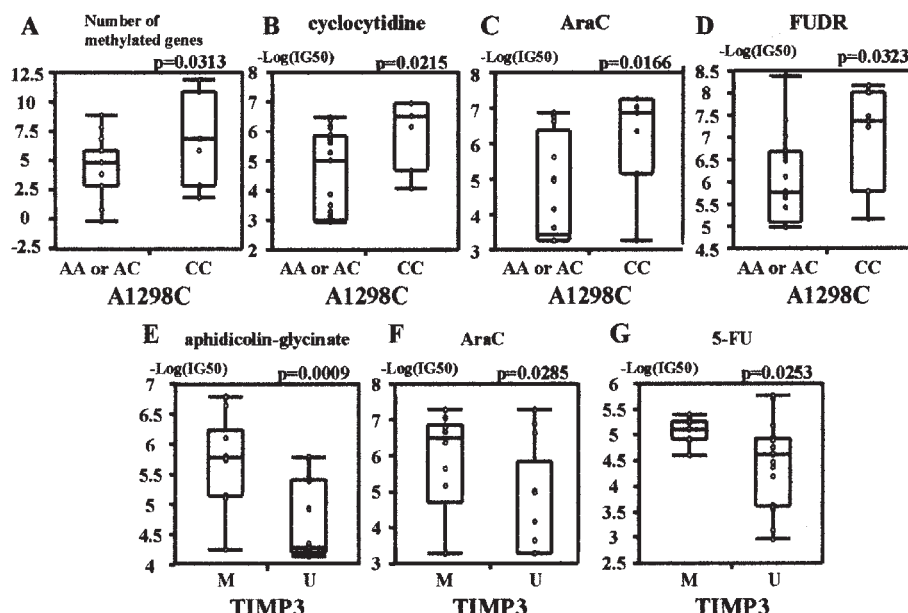 A Number of methylated genes
p=0.0313
12.5
10
7.5
5
2.5
0
-2.5
AA or AC CC
A1298C
B cyclocytidine
-Log(IG50)
p=0.0215
8
7
6
5
4
3
2
AA or AC CC
A1298C
C AraC
-Log(IG50)
p=0.0166
8
7
6
5
4
3
AA or AC CC
A1298C
D FUDR
-Log(IG50)
p=0.0323
8.5
8
7.5
7
6.5
6
5.5
5
4.5
AA or AC CC
A1298C
E aphidicolin-glycinate
-Log(IG50)
p=0.0009
7
6.5
6
5.5
5
4.5
4
M U
TIMP3
F AraC
-Log(IG50)
p=0.0285
8
7
6
5
4
3
M U
TIMP3
G 5-FU
-Log(IG50)
p=0.0253
6
5.5
5
4.5
4
3.5
3
2.5
M U
TIMP3